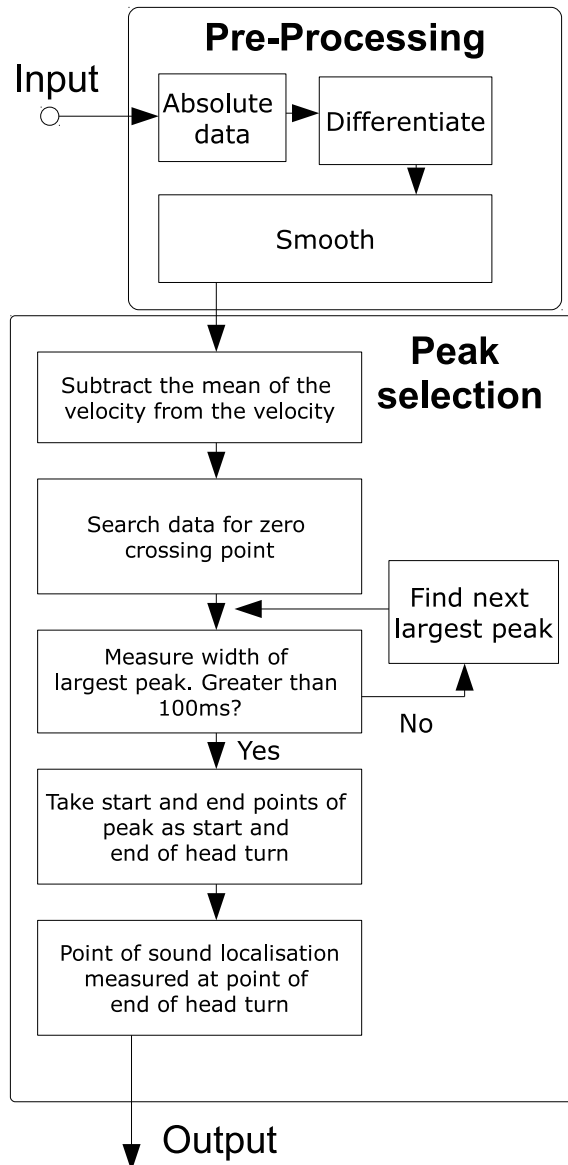 Pre-Processing
Input
Absolute
data
Differentiate
Smooth
Peak
selection
Subtract the mean of the
velocity from the velocity
Search data for zero
crossing point
Find next
largest peak
Measure width of
largest peak. Greater than
100ms?
No
Yes
Take start and end points of
peak as start and
end of head turn
Point of sound localisation
measured at point of
end of head turn
Output